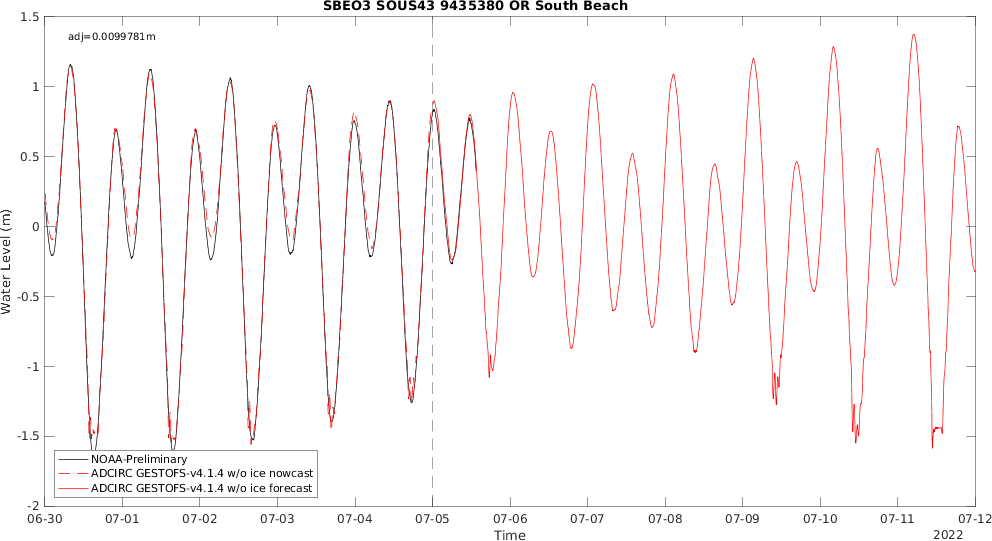 SBEO3 SOUS43 9435380 OR South Beach
adj=0.0099781m
1.5
1
0.5
0
-0.5
-1
-1.5
-2
Water Level (m)
NOAA-Preliminary
ADCIRC GESTOFS-v4.1.4 w/o ice nowcast
ADCIRC GESTOFS-v4.1.4 w/o ice forecast
06-30 07-01 07-02 07-03 07-04 07-05 07-06 07-07 07-08 07-09 07-10 07-11 07-12
Time
2022